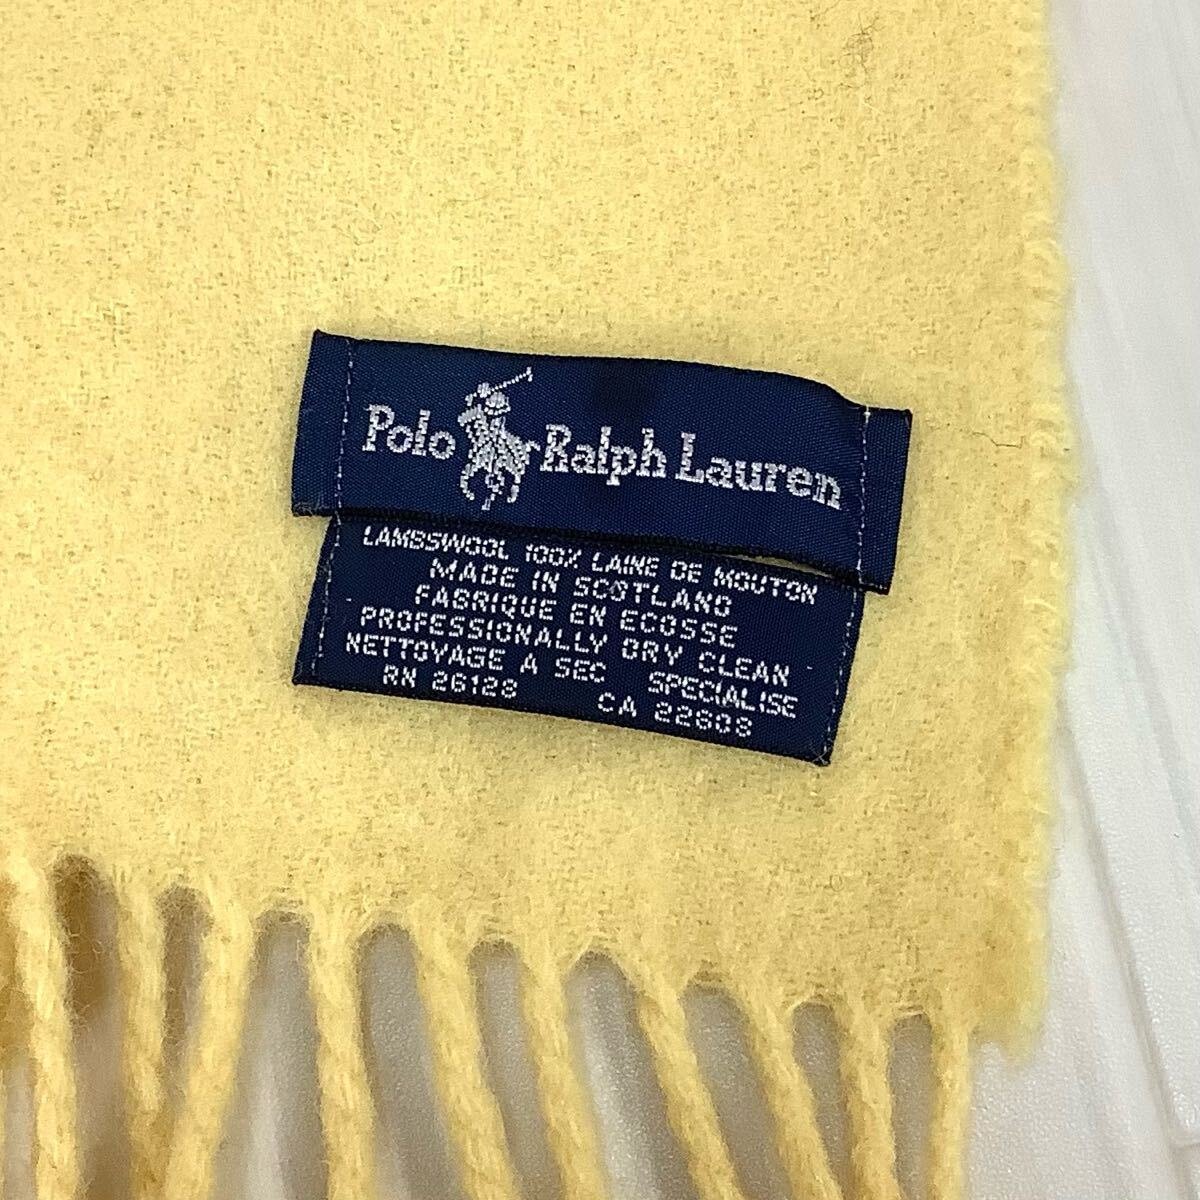 Polo Ralph Lauren
LAMBSWOOL 100% LAINE DE MOUTON
MADE IN SCOTLAND
FABRIQUE EN ECOSSE
PROFESSIONALLY DRY CLEAN
NETTOYAGE A SEC SPECIALISE
RN 26128 CA 22608